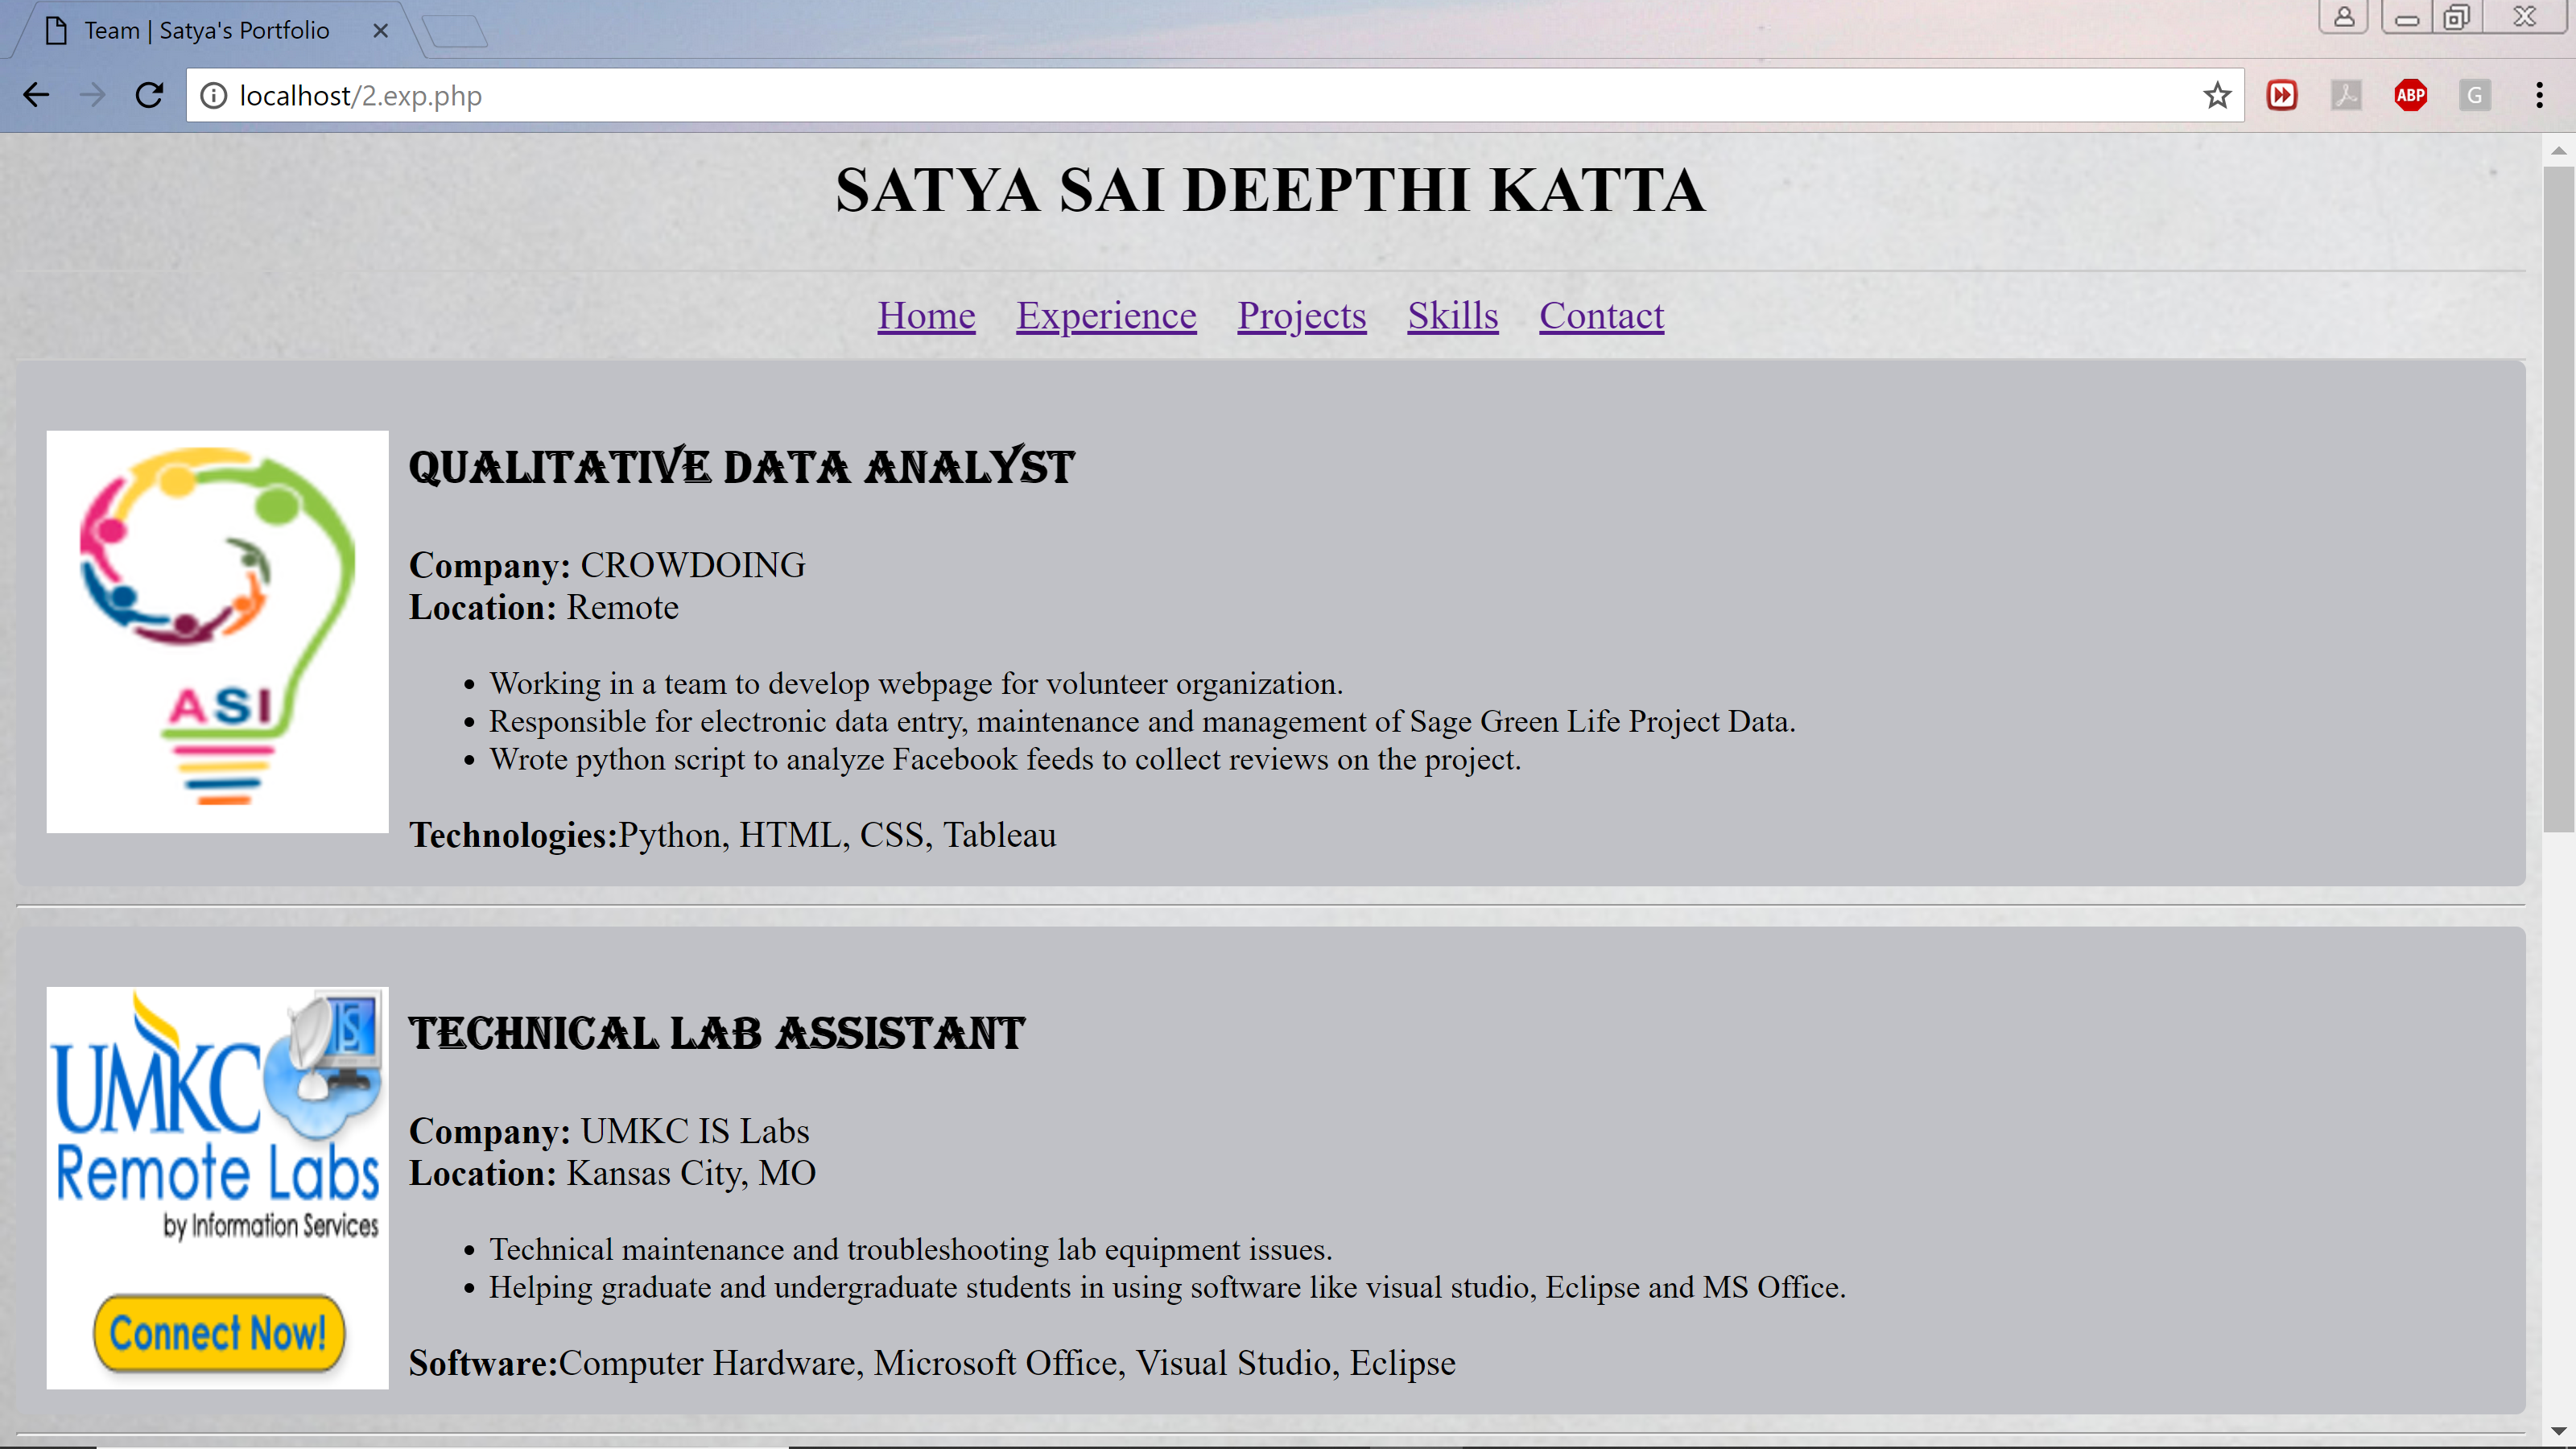 Team | Satya's Portfolio
localhost/2.exp.php
ABP
G
SATYA SAI DEEPTHI KATTA
Home Experience Projects Skills Contact
QUALITATIVE DATA ANALYST
Company: CROWDOING
Location: Remote
• Working in a team to develop webpage for volunteer organization.
• Responsible for electronic data entry, maintenance and management of Sage Green Life Project Data.
• Wrote python script to analyze Facebook feeds to collect reviews on the project.
Technologies:Python, HTML, CSS, Tableau
ASI
TECHNICAL LAB ASSISTANT
Company: UMKC IS Labs
Location: Kansas City, MO
• Technical maintenance and troubleshooting lab equipment issues.
• Helping graduate and undergraduate students in using software like visual studio, Eclipse and MS Office.
Software:Computer Hardware, Microsoft Office, Visual Studio, Eclipse
IS
UMKC
Remote Labs
by Information Services
Connect Now!